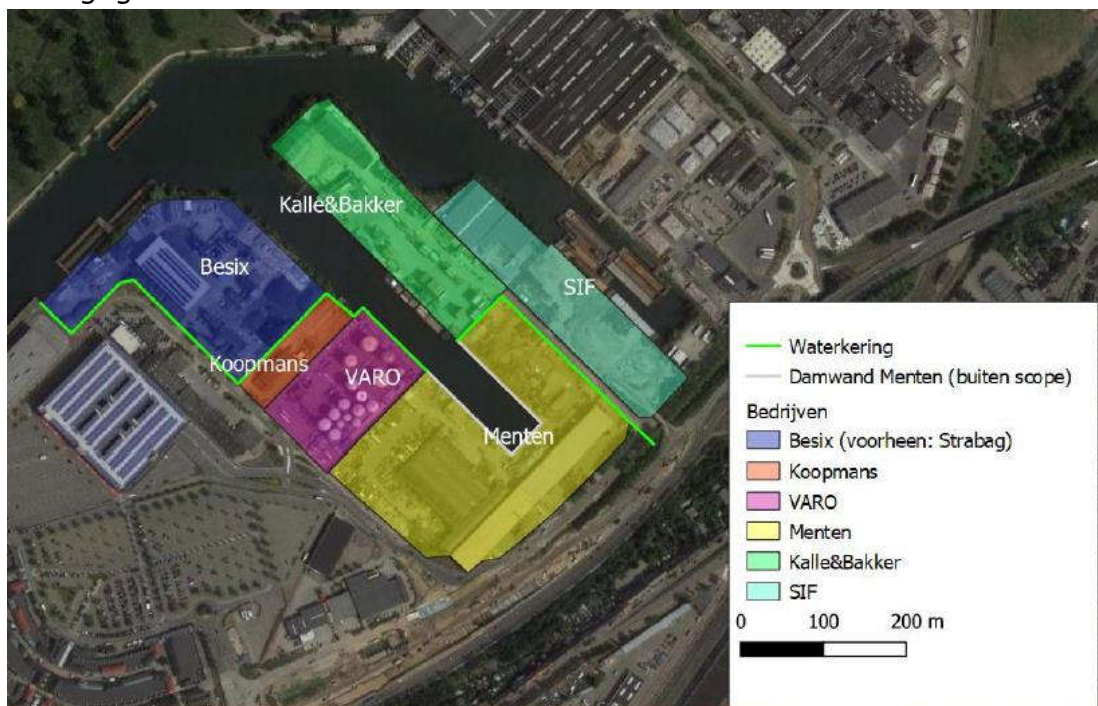 Kalle&Bakker
Besix
SIF
Koopmans
VARO
Menten
Waterkering
Damwand Menten (buiten scope)
Bedrijven
Besix (voorheen: Strabag)
Koopmans
VARO
Menten
Kalle&Bakker
SIF
0 100 200 m